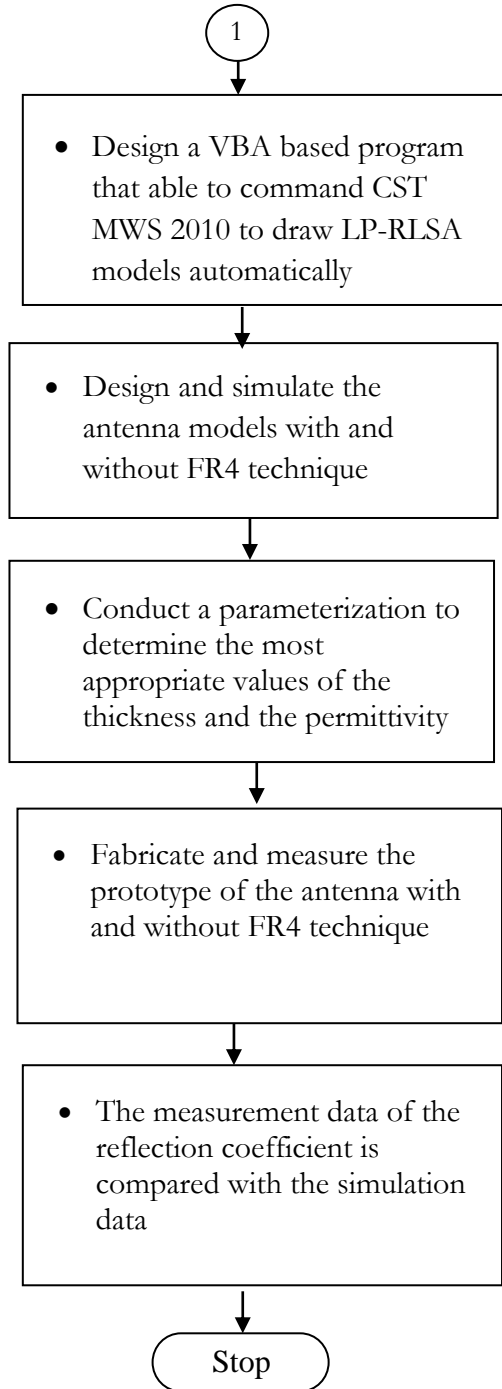 1
• Design a VBA based program
that able to command CST
MWS 2010 to draw LP-RLSA
models automatically
• Design and simulate the
antenna models with and
without FR4 technique
• Conduct a parameterization to
determine the most
appropriate values of the
thickness and the permittivity
• Fabricate and measure the
prototype of the antenna with
and without FR4 technique
• The measurement data of the
reflection coefficient is
compared with the simulation
data
Stop